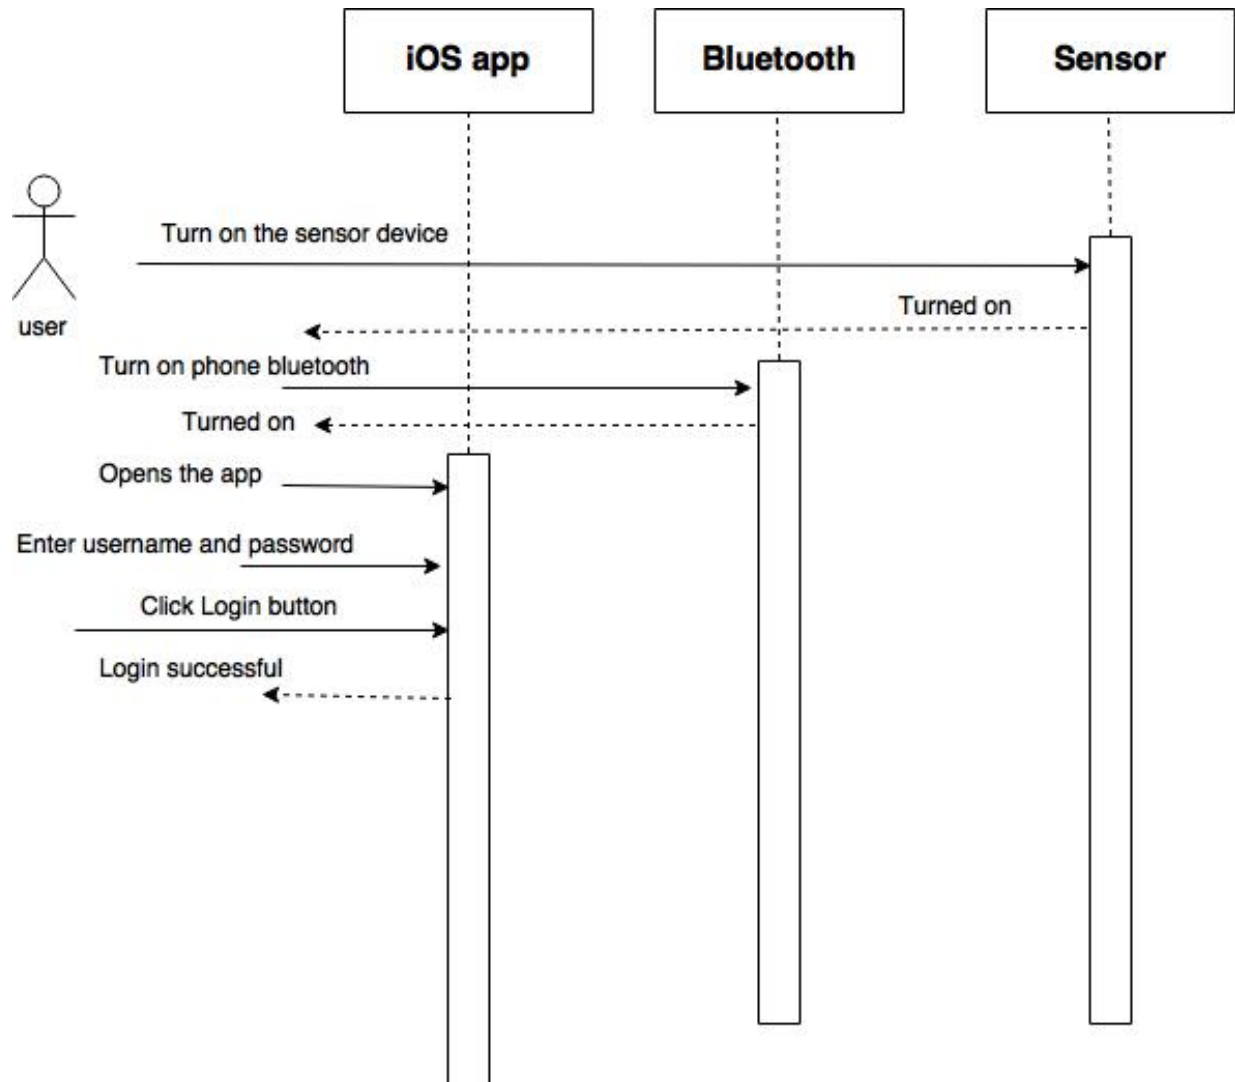 iOS app
Bluetooth
Sensor
Turn on the sensor device
Turned on
user
Turn on phone bluetooth
Turned on
Opens the app
Enter username and password
Click Login button
Login successful